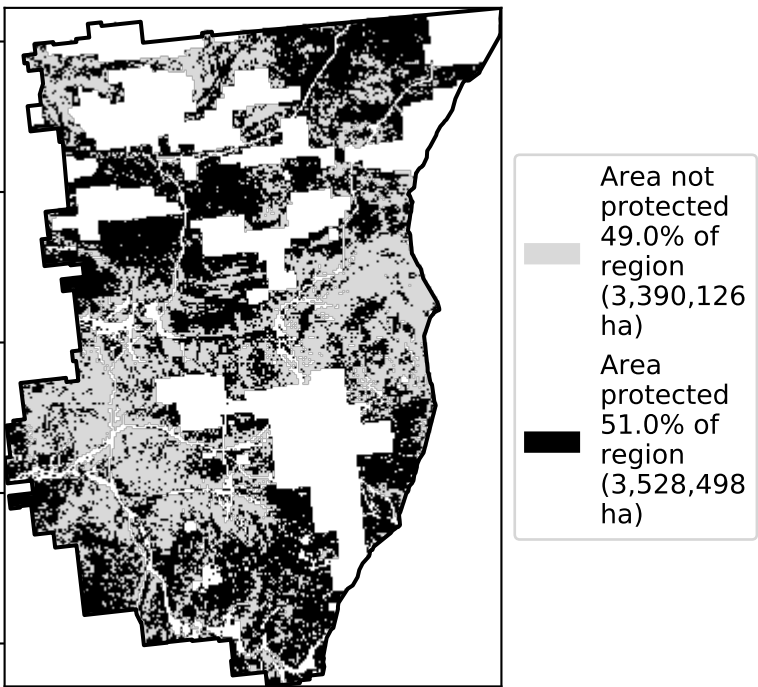 Area not
protected
49.0% of
region
(3,390,126
ha)
Area
protected
51.0% of
region
(3,528,498
ha)